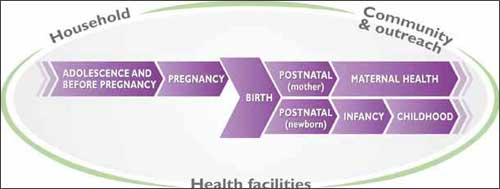 Household
Community
& outreach
ADOLESCENCE AND
BEFORE PREGNANCY
PREGNANCY
BIRTH
POSTNATAL
(mother)
MATERNAL HEALTH
POSTNATAL
(newborn)
INFANCY
CHILDHOOD
Health facilities